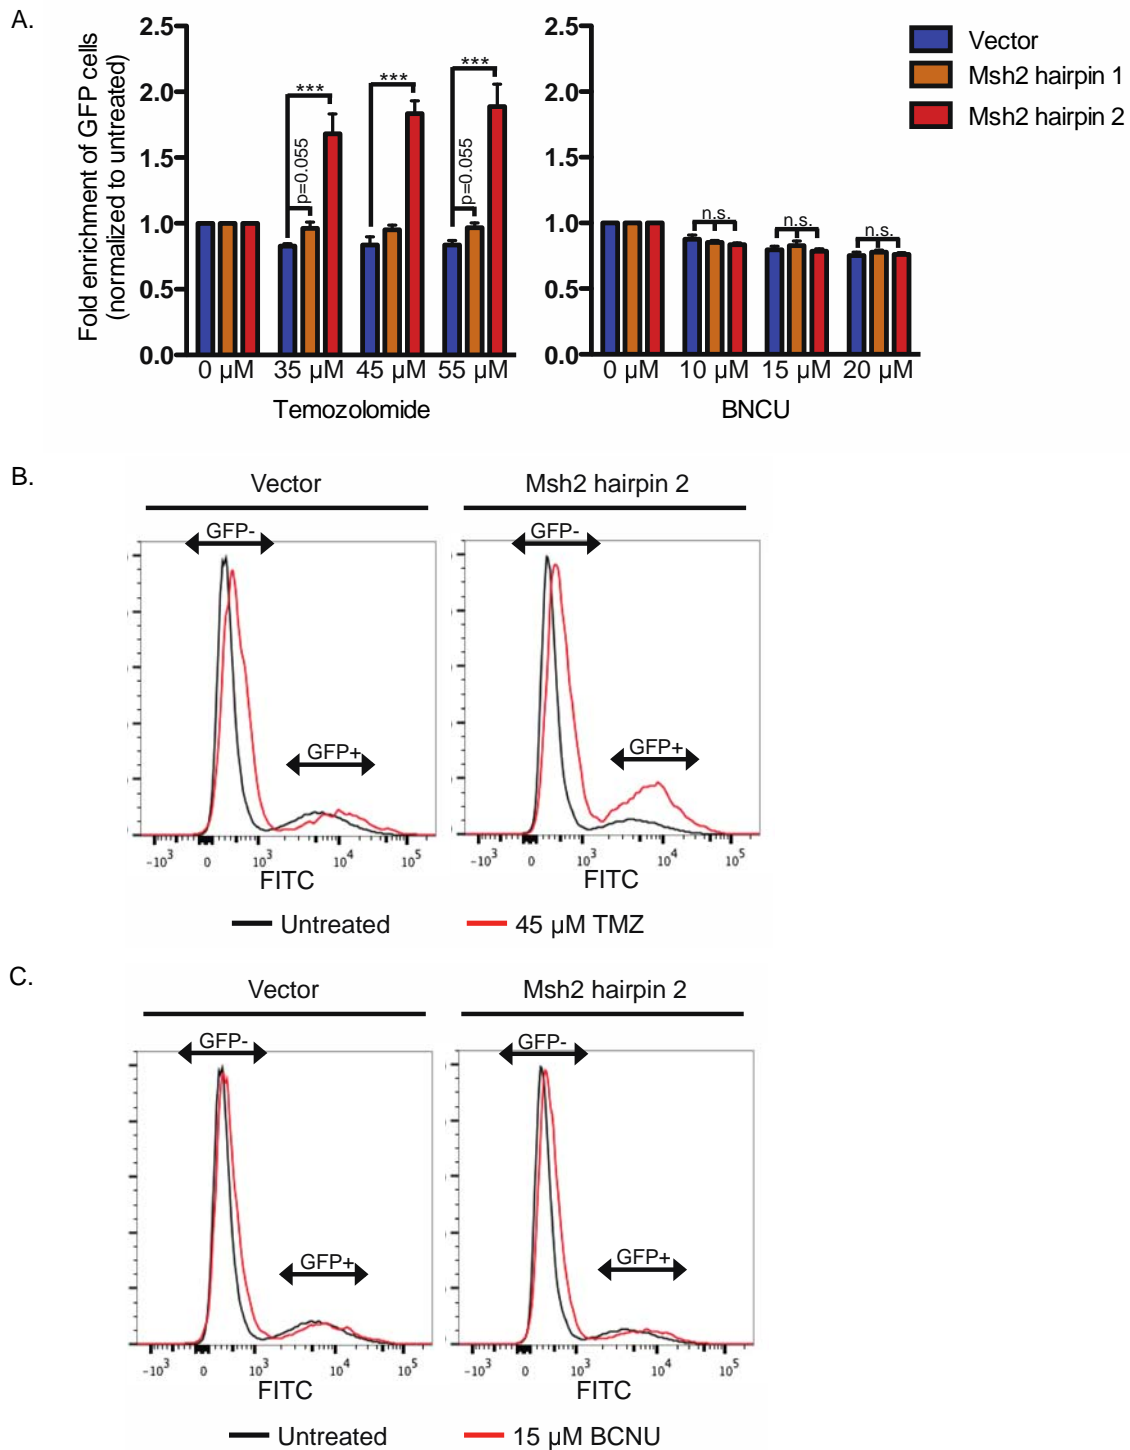 A.
Fold enrichment of GFP cells
(normalized to untreated)
2.5
2.0
1.5
1.0
0.5
0.0
***
***
***
p=0.055
p=0.055
0 µM
35 µM
45 µM
55 µM
Temozolomide
2.5
2.0
1.5
1.0
0.5
0.0
n.s.
n.s.
n.s.
0 µM
10 µM
15 µM
20 µM
BNCU
Vector
Msh2 hairpin 1
Msh2 hairpin 2
B.
Vector
GFP-
GFP+
-10³ 0 10³ 10⁴ 10⁵
FITC
Msh2 hairpin 2
GFP-
GFP+
-10³ 0 10³ 10⁴ 10⁵
FITC
Untreated
45 µM TMZ
C.
Vector
GFP-
GFP+
-10³ 0 10³ 10⁴ 10⁵
FITC
Msh2 hairpin 2
GFP-
GFP+
-10³ 0 10³ 10⁴ 10⁵
FITC
Untreated
15 µM BCNU